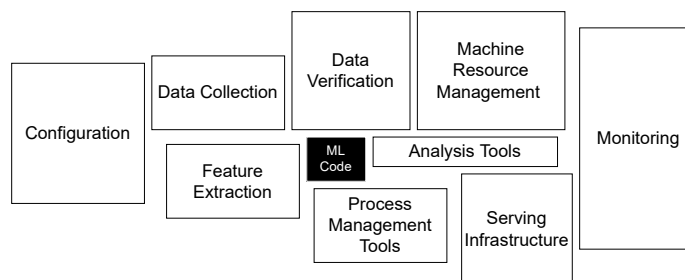 Configuration
Data Collection
Data
Verification
Machine
Resource
Management
Monitoring
Feature
Extraction
ML
Code
Analysis Tools
Process
Management
Tools
Serving
Infrastructure